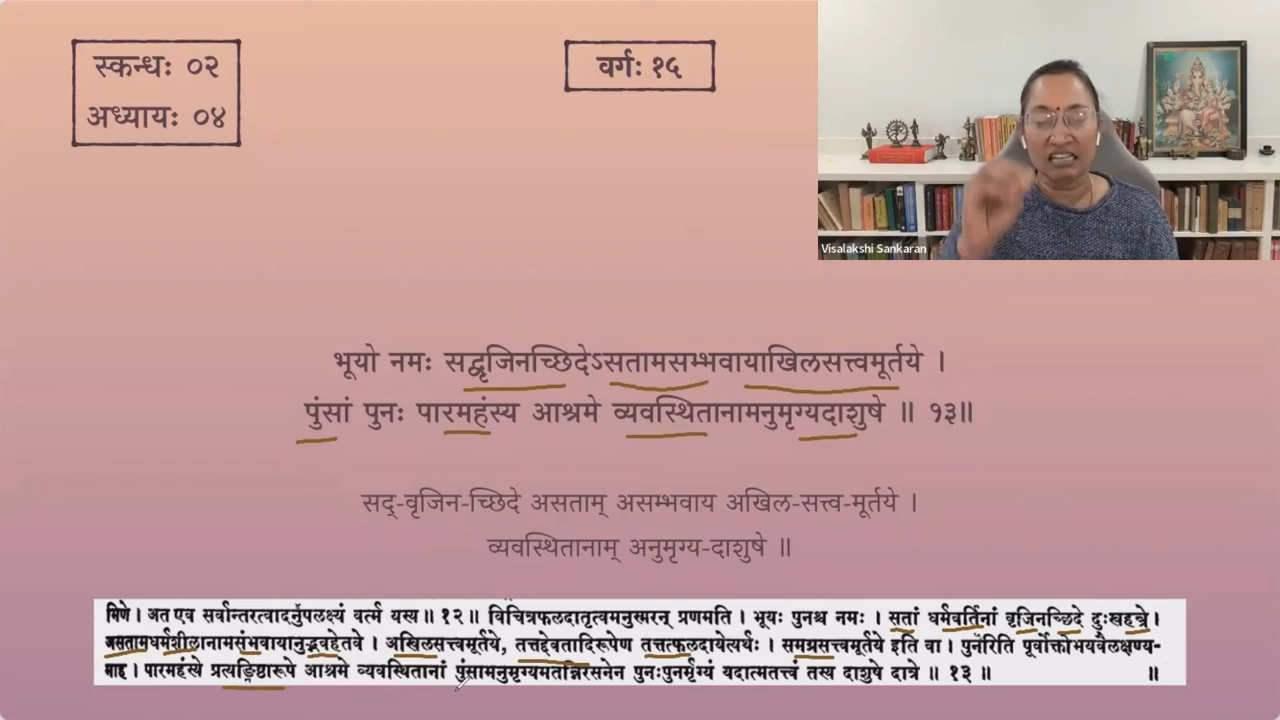 स्कन्धः ०२
अध्यायः ०४
वर्गः १५
Visalakshi Sankaran
भूयो नमः सद्वृजिनच्छिदेऽसतामसम्भवायाखिलसत्त्वमूर्तये ।
पुंसां पुनः पारमहंस्य आश्रमे व्यवस्थितानामनुमृग्यदाशुषे ॥ १३॥
सद्-वृजिन-च्छिदे असताम् असम्भवाय अखिल-सत्त्व-मूर्तये ।
व्यवस्थितानाम् अनुमृग्य-दाशुषे ॥
मिणे । अत एव सर्वान्तरत्वादनुपलक्ष्यं वर्त्म यस्य ॥ १२ ॥ विचित्रफलदातृत्वमनुस्मरन् प्रणमति । भूयः पुनश्च नमः । सतां धर्मवर्तिनां वृजिनच्छिदे दुःखहन्त्रे ।
असतामधर्मशीलानामसंभवायानुद्भवहेतवे । अखिलसत्त्वमूर्तये, तत्तद्देवतादिरूपेण तत्तत्फलदायेत्यर्थः । समग्रसत्त्वमूर्तये इति वा । पुनरिति पूर्वोक्तोभयवैलक्षण्य-
माह । पारमहंस्ये प्रत्यङ्निष्ठारूपे आश्रमे व्यवस्थितानां पुंसामनुमृग्यमतन्निरसनेन पुनःपुनर्मृग्यं यदात्मतत्त्वं तस्य दाशुषे दात्रे ॥ १३ ॥ ॥